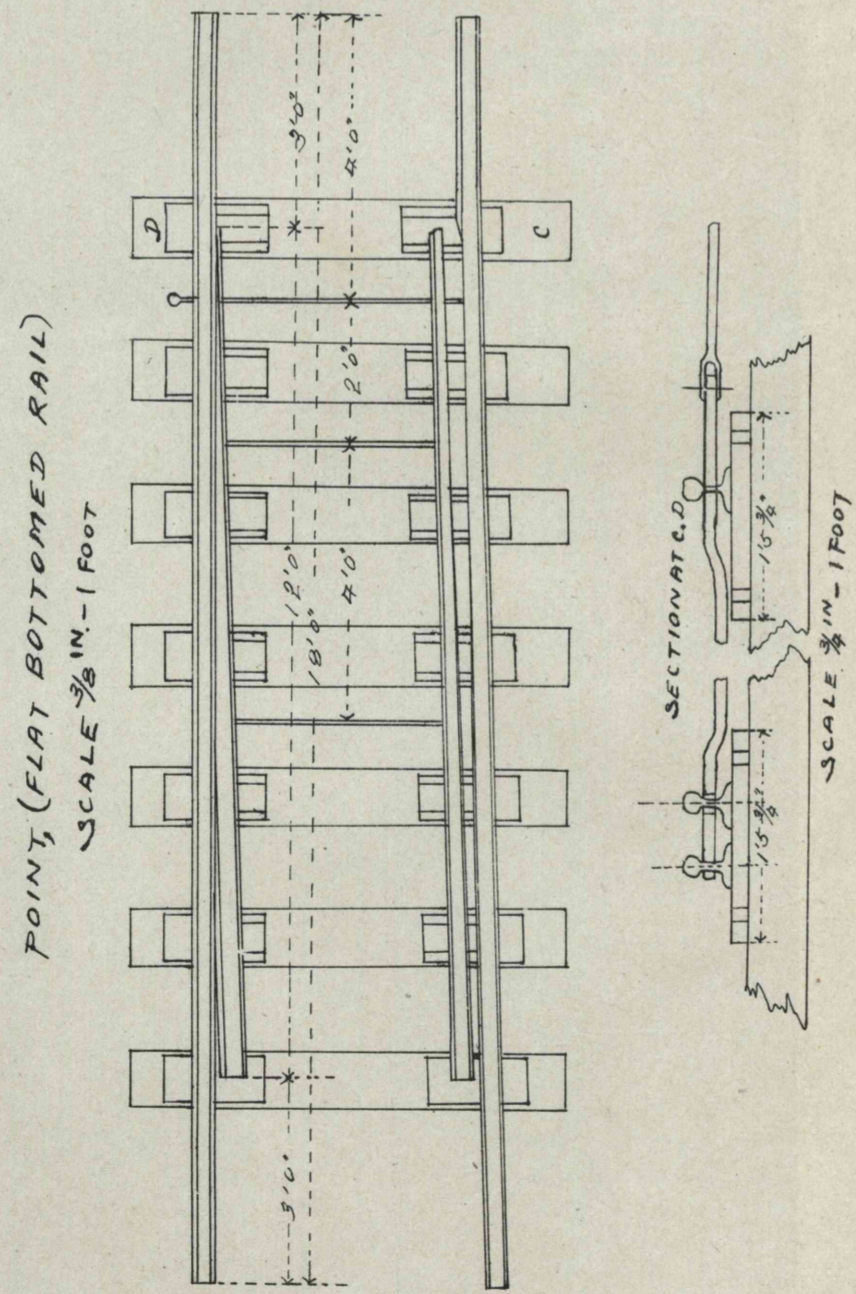 POINT, (FLAT BOTTOMED RAIL)
SCALE 3/8 IN. - 1 FOOT
D
C
3'0"
4'0"
2'0"
12'0"
18'0"
4'0"
3'0"
SECTION AT C.D
1'5 3/4"
1'5 3/4"
SCALE 3/4 IN - 1 FOOT